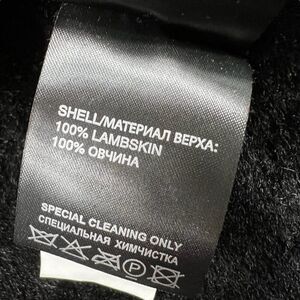 SHELL/МАТЕРИАЛ ВЕРХА:
100% LAMBSKIN
100% ОВЧИНА
SPECIAL CLEANING ONLY
СПЕЦИАЛЬНАЯ ХИМЧИСТКА